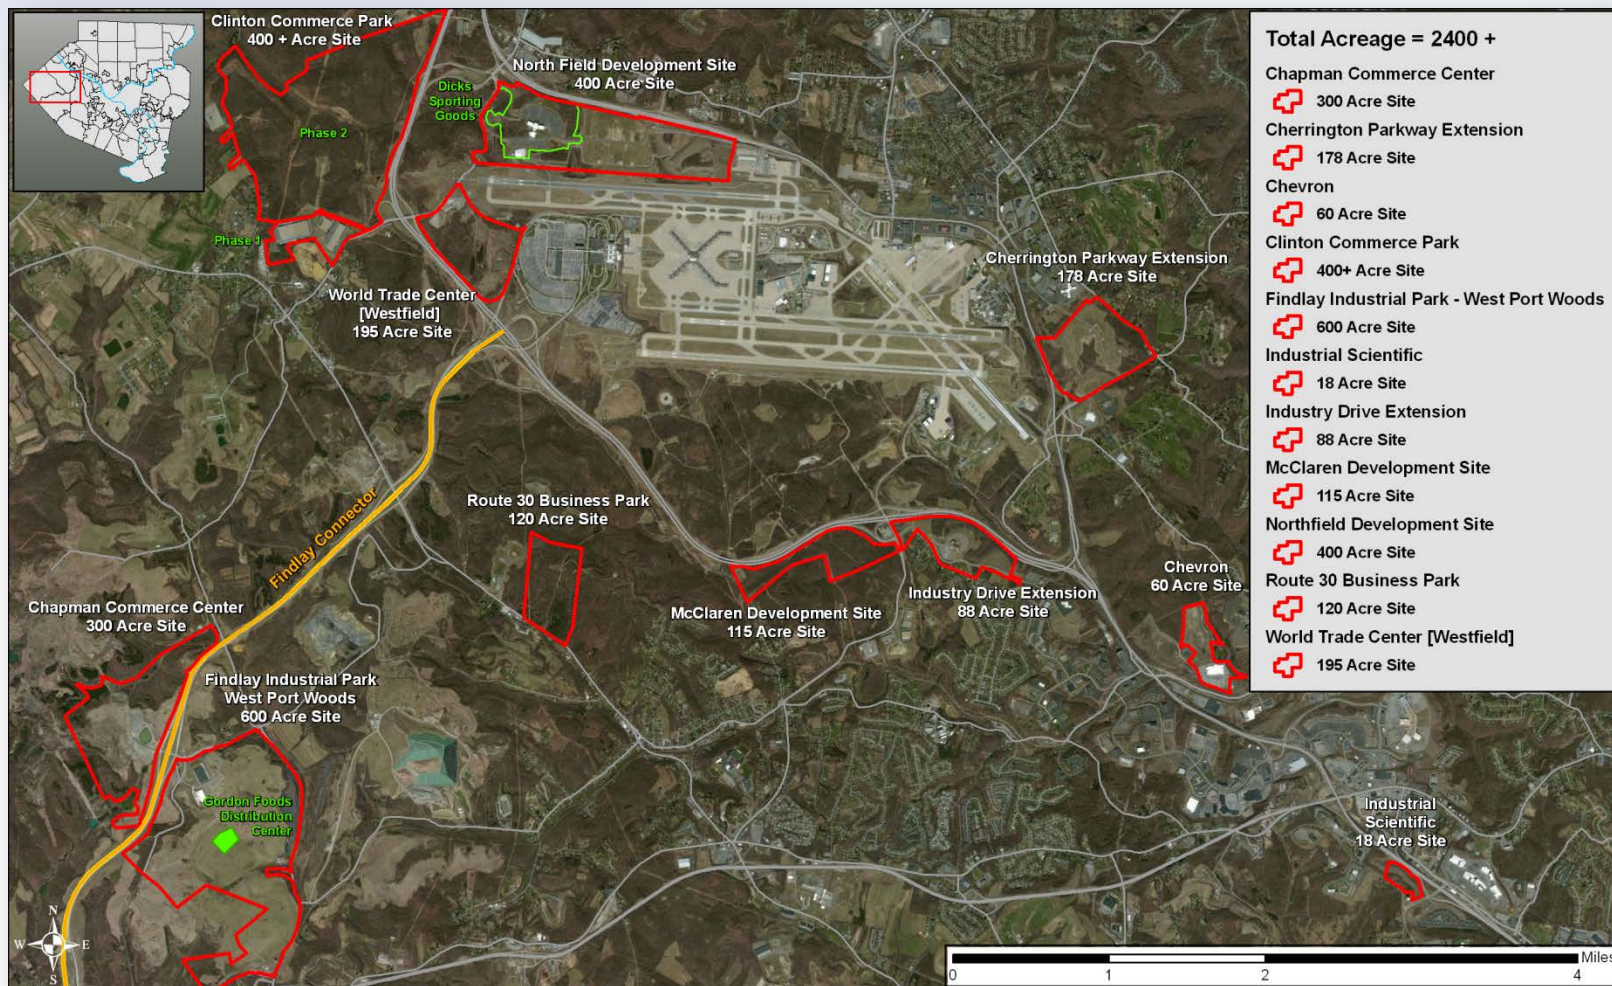 Clinton Commerce Park
400 + Acre Site
North Field Development Site
400 Acre Site
Dicks
Sporting
Goods
Phase 2
Phase 1
World Trade Center
[Westfield]
195 Acre Site
Cherrington Parkway Extension
178 Acre Site
Findlay Connector
Route 30 Business Park
120 Acre Site
McClaren Development Site
115 Acre Site
Industry Drive Extension
88 Acre Site
Chevron
60 Acre Site
Chapman Commerce Center
300 Acre Site
Findlay Industrial Park
West Port Woods
600 Acre Site
Gordon Foods
Distribution
Center
Industrial
Scientific
18 Acre Site
N
W
E
S
Total Acreage = 2400 +
Chapman Commerce Center
300 Acre Site
Cherrington Parkway Extension
178 Acre Site
Chevron
60 Acre Site
Clinton Commerce Park
400+ Acre Site
Findlay Industrial Park - West Port Woods
600 Acre Site
Industrial Scientific
18 Acre Site
Industry Drive Extension
88 Acre Site
McClaren Development Site
115 Acre Site
Northfield Development Site
400 Acre Site
Route 30 Business Park
120 Acre Site
World Trade Center [Westfield]
195 Acre Site
Miles
0 1 2 4